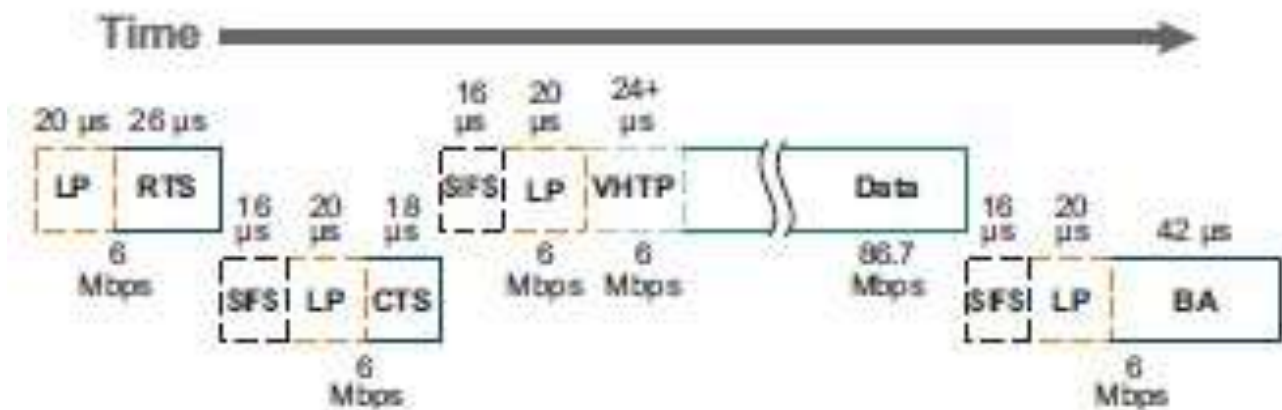 Time
20 µs 26 µs
LP RTS
6
Mbps
16
µs
20
µs
18
µs
SIFS LP CTS
6
Mbps
16
µs
20
µs
24+
µs
SIFS LP VHTP Data
6
Mbps
6
Mbps
86.7
Mbps
16
µs
20
µs
42 µs
SIFS LP BA
6
Mbps